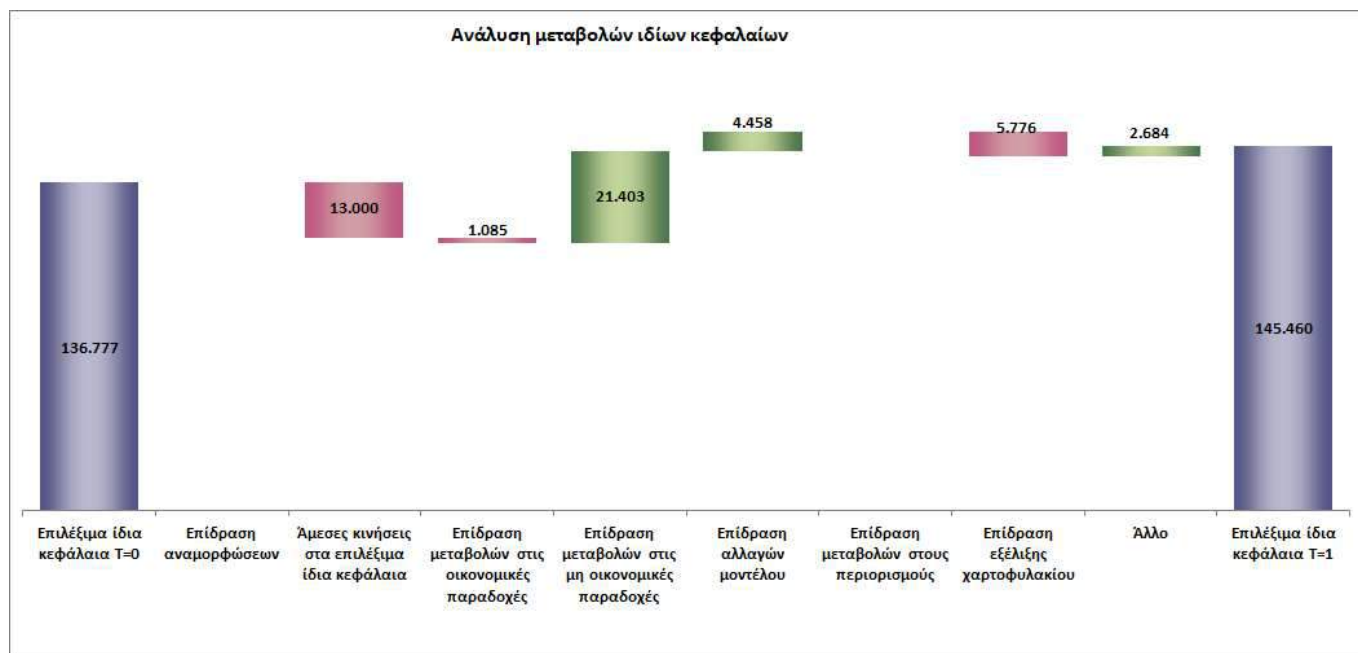 Ανάλυση μεταβολών ιδίων κεφαλαίων
136.777
13.000
1.085
21.403
4.458
5.776
2.684
145.460
Επιλέξιμα ίδια
κεφάλαια Τ=0
Επίδραση
αναμορφώσεων
Άμεσες κινήσεις
στα επιλέξιμα
ίδια κεφάλαια
Επίδραση
μεταβολών στις
οικονομικές
παραδοχές
Επίδραση
μεταβολών στις
μη οικονομικές
παραδοχές
Επίδραση
αλλαγών
μοντέλου
Επίδραση
μεταβολών στους
περιορισμούς
Επίδραση
εξέλιξης
χαρτοφυλακίου
Άλλο
Επιλέξιμα ίδια
κεφάλαια Τ=1